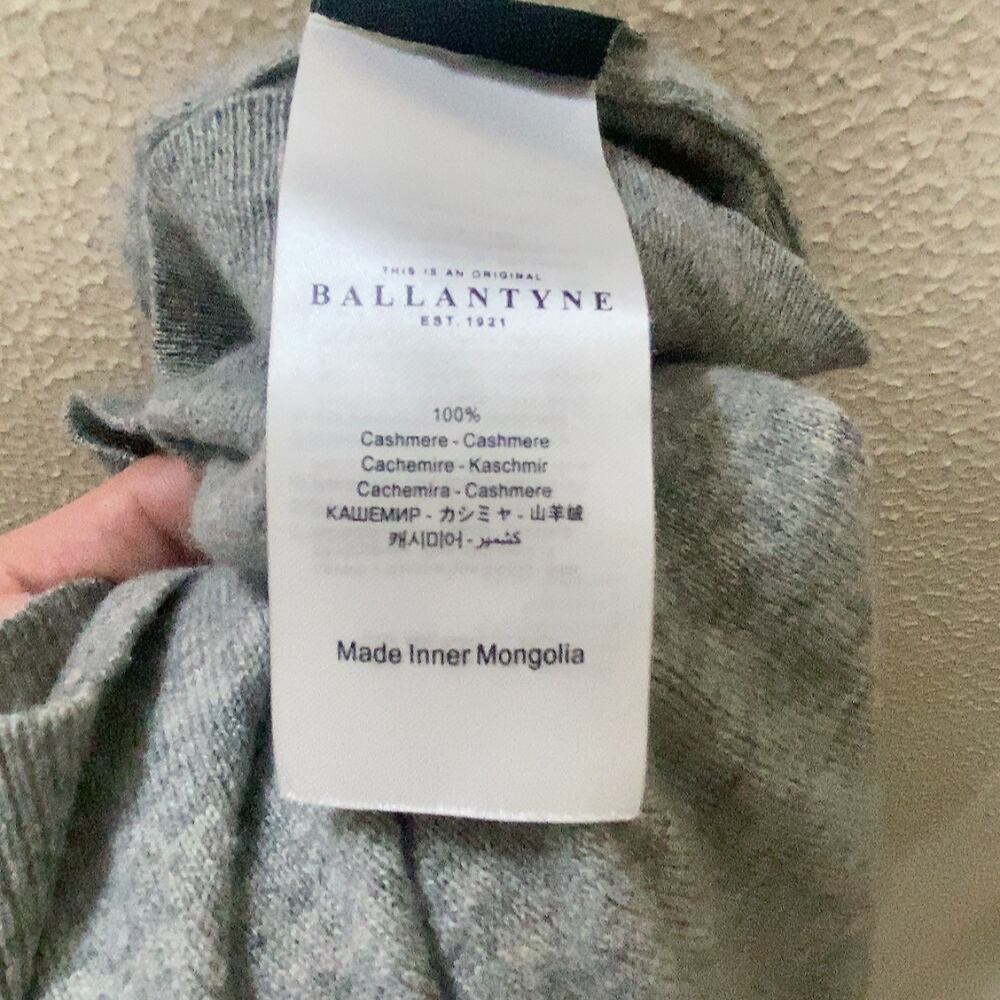 THIS IS AN ORIGINAL
BALLANTYNE
EST. 1921
100%
Cashmere - Cashmere
Cachemire - Kaschmir
Cachemira - Cashmere
КАШЕМИР - カシミヤ - 山羊絨
캐시미어 - كشمير
Made Inner Mongolia